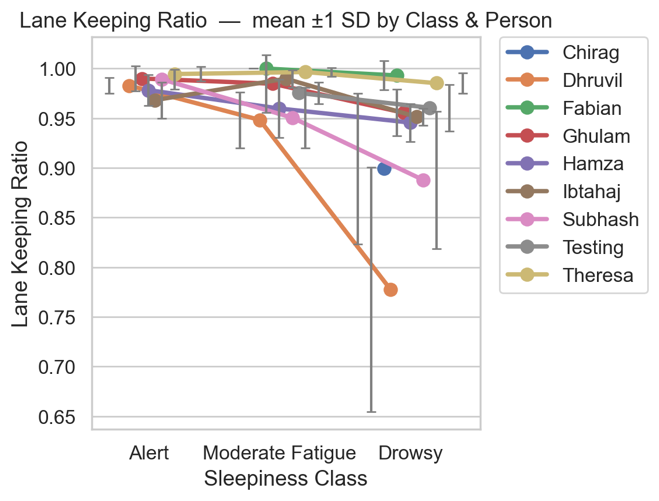 Lane Keeping Ratio — mean ±1 SD by Class & Person
Lane Keeping Ratio
1.00
0.95
0.90
0.85
0.80
0.75
0.70
0.65
Alert
Moderate Fatigue
Drowsy
Sleepiness Class
Chirag
Dhruvil
Fabian
Ghulam
Hamza
Ibtahaj
Subhash
Testing
Theresa